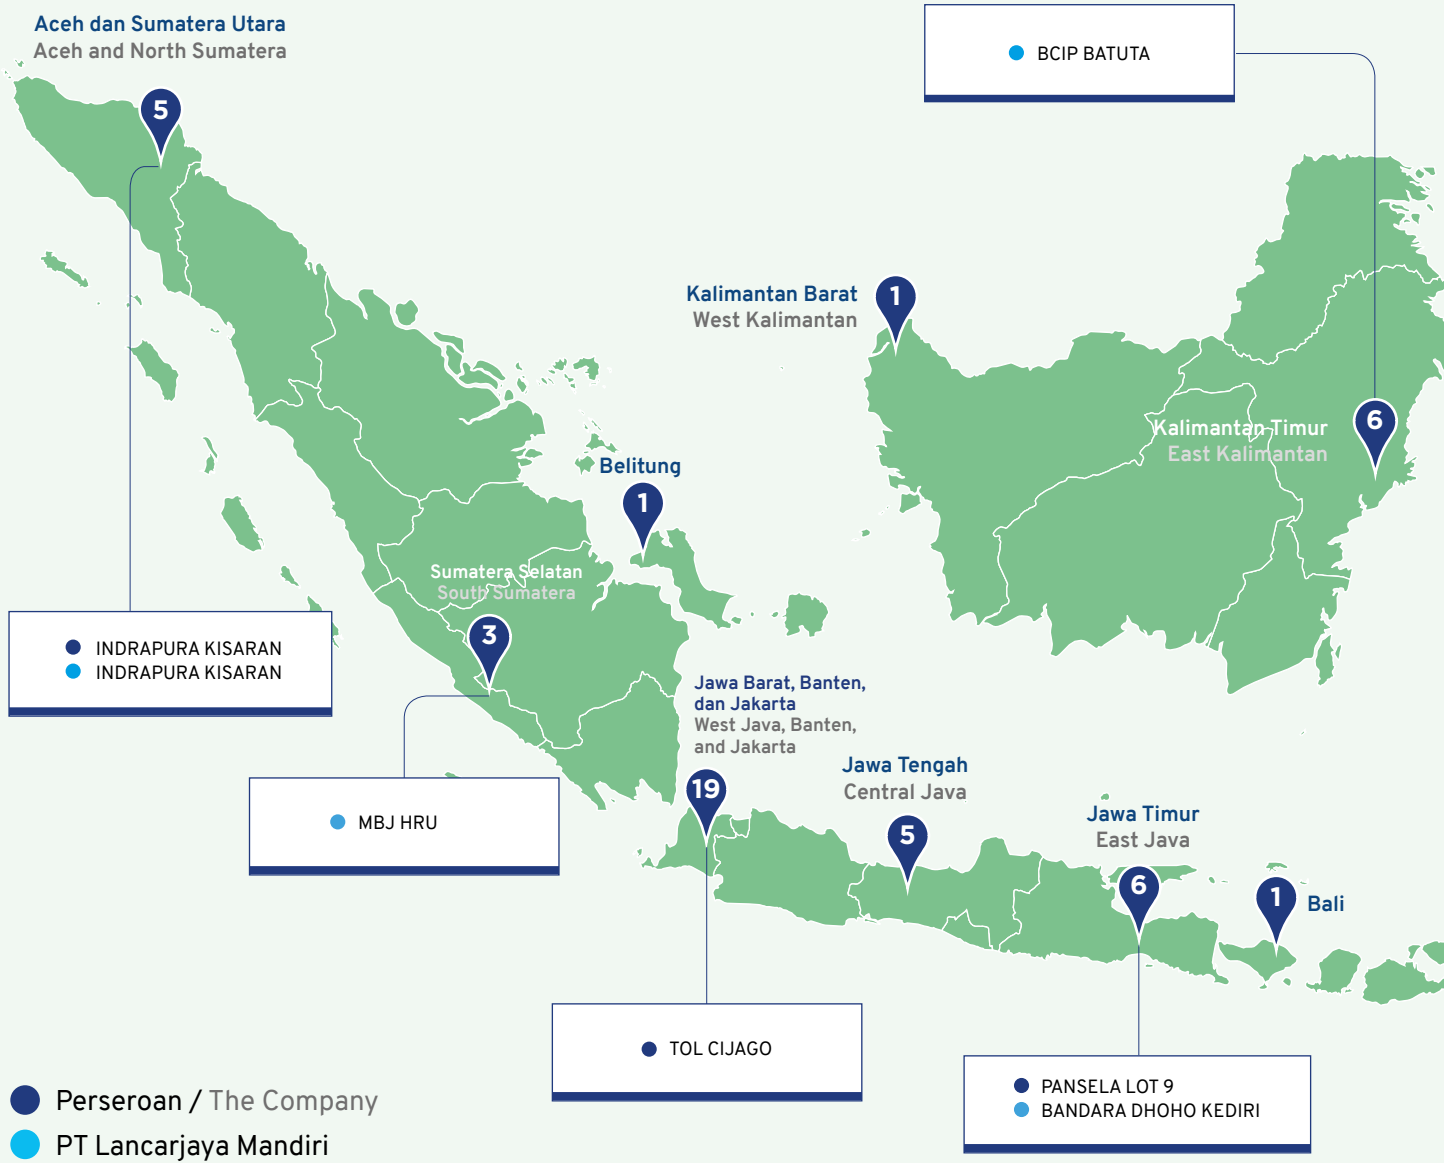 Aceh dan Sumatera Utara
Aceh and North Sumatera
5
BCIP BATUTA
Kalimantan Barat
West Kalimantan
1
Kalimantan Timur
East Kalimantan
6
Belitung
1
Sumatera Selatan
South Sumatera
3
INDRAPURA KISARAN
INDRAPURA KISARAN
Jawa Barat, Banten,
dan Jakarta
West Java, Banten,
and Jakarta
19
MBJ HRU
Jawa Tengah
Central Java
5
Jawa Timur
East Java
6
1
Bali
TOL CIJAGO
PANSELA LOT 9
BANDARA DHOHO KEDIRI
Perseroan / The Company
PT Lancarjaya Mandiri